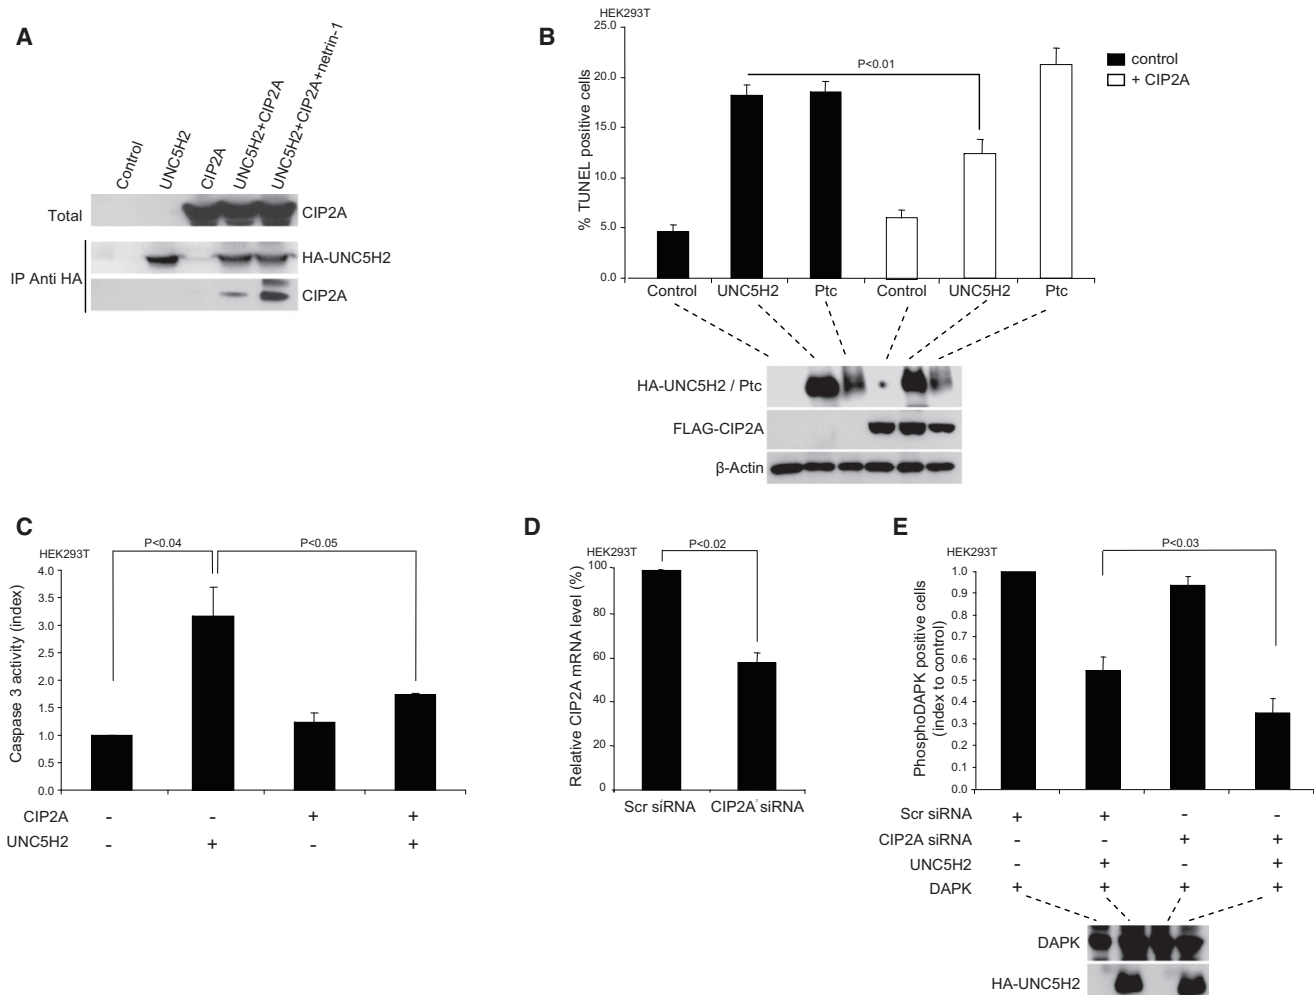 A
Control
UNC5H2
CIP2A
UNC5H2+CIP2A
UNC5H2+CIP2A+netrin-1
Total
CIP2A
IP Anti HA
HA-UNC5H2
CIP2A
B
HEK293T
% TUNEL positive cells
25.0
20.0
15.0
10.0
5.0
0.0
P<0.01
control
+ CIP2A
Control UNC5H2 Ptc Control UNC5H2 Ptc
HA-UNC5H2 / Ptc
FLAG-CIP2A
β-Actin
C
HEK293T
Caspase 3 activity (index)
4.0
3.5
3.0
2.5
2.0
1.5
1.0
0.5
0.0
P<0.04
P<0.05
CIP2A - - + +
UNC5H2 - + - +
D
HEK293T
Relative CIP2A mRNA level (%)
100
80
60
40
20
0
P<0.02
Scr siRNA CIP2A siRNA
E
HEK293T
PhosphoDAPK positive cells
(index to control)
1.0
0.9
0.8
0.7
0.6
0.5
0.4
0.3
0.2
0.1
0.0
P<0.03
Scr siRNA + + - -
CIP2A siRNA - - + +
UNC5H2 - + - +
DAPK + + + +
DAPK
HA-UNC5H2